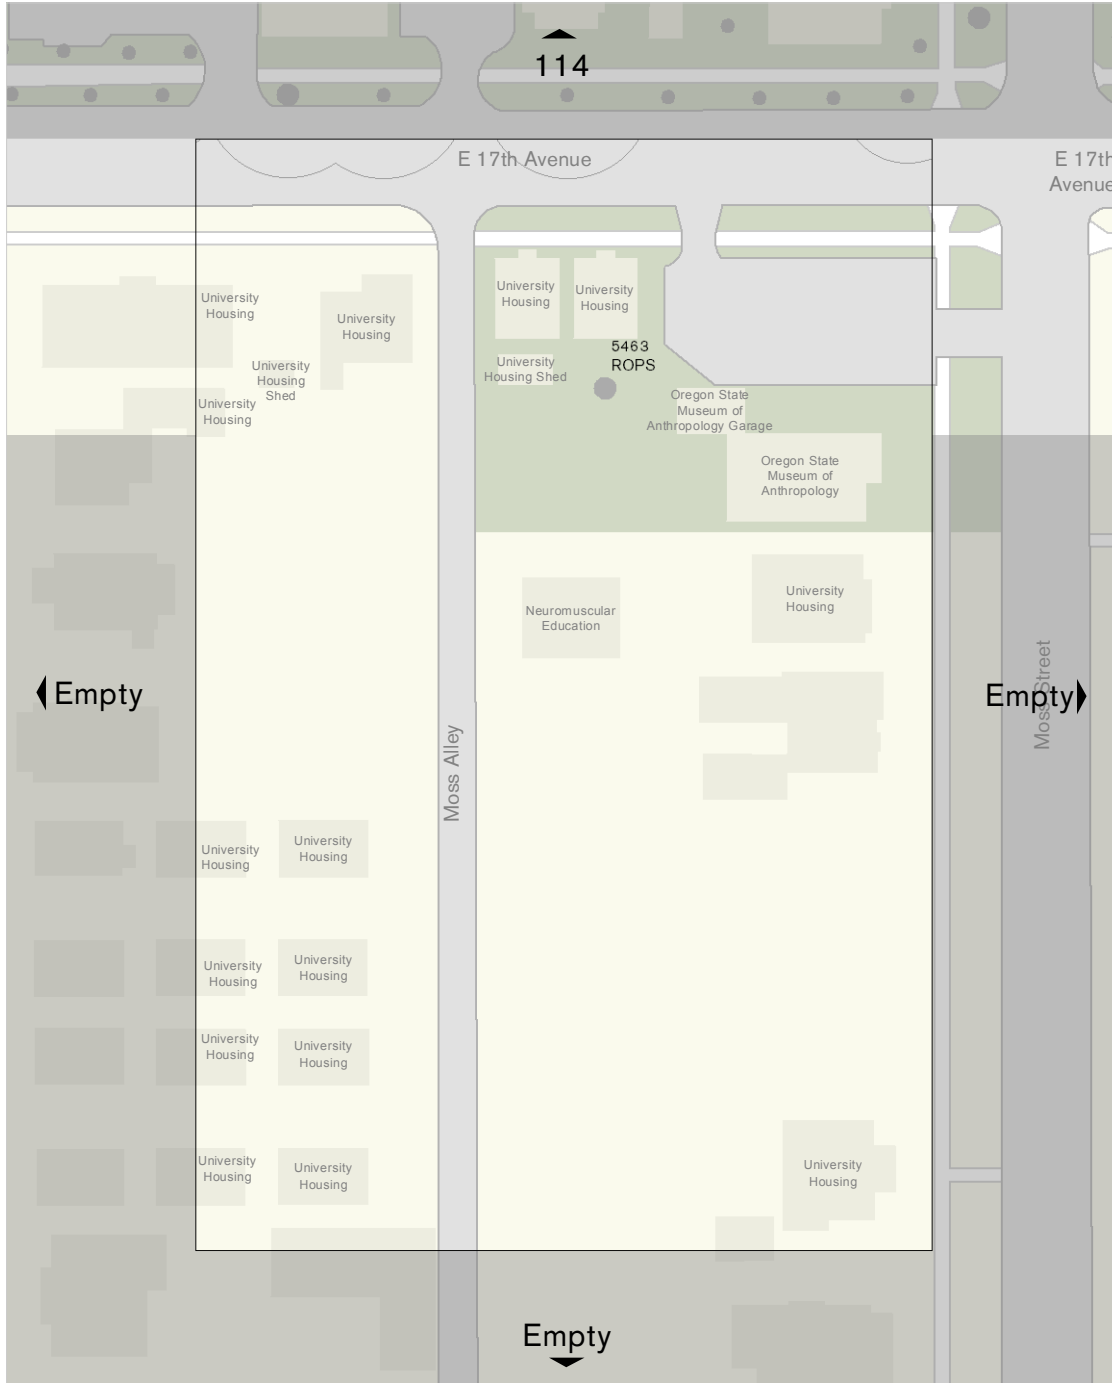 114
E 17th Avenue
E 17th
Avenue
University
Housing
University
Housing
University
Housing
University
Housing
5463
ROPS
University
Housing Shed
University
Housing
Shed
University
Housing
Oregon State
Museum of
Anthropology Garage
Oregon State
Museum of
Anthropology
Neuromuscular
Education
University
Housing
Empty
Empty
Moss Street
Moss Alley
University
Housing
University
Housing
University
Housing
University
Housing
University
Housing
University
Housing
University
Housing
University
Housing
University
Housing
Empty